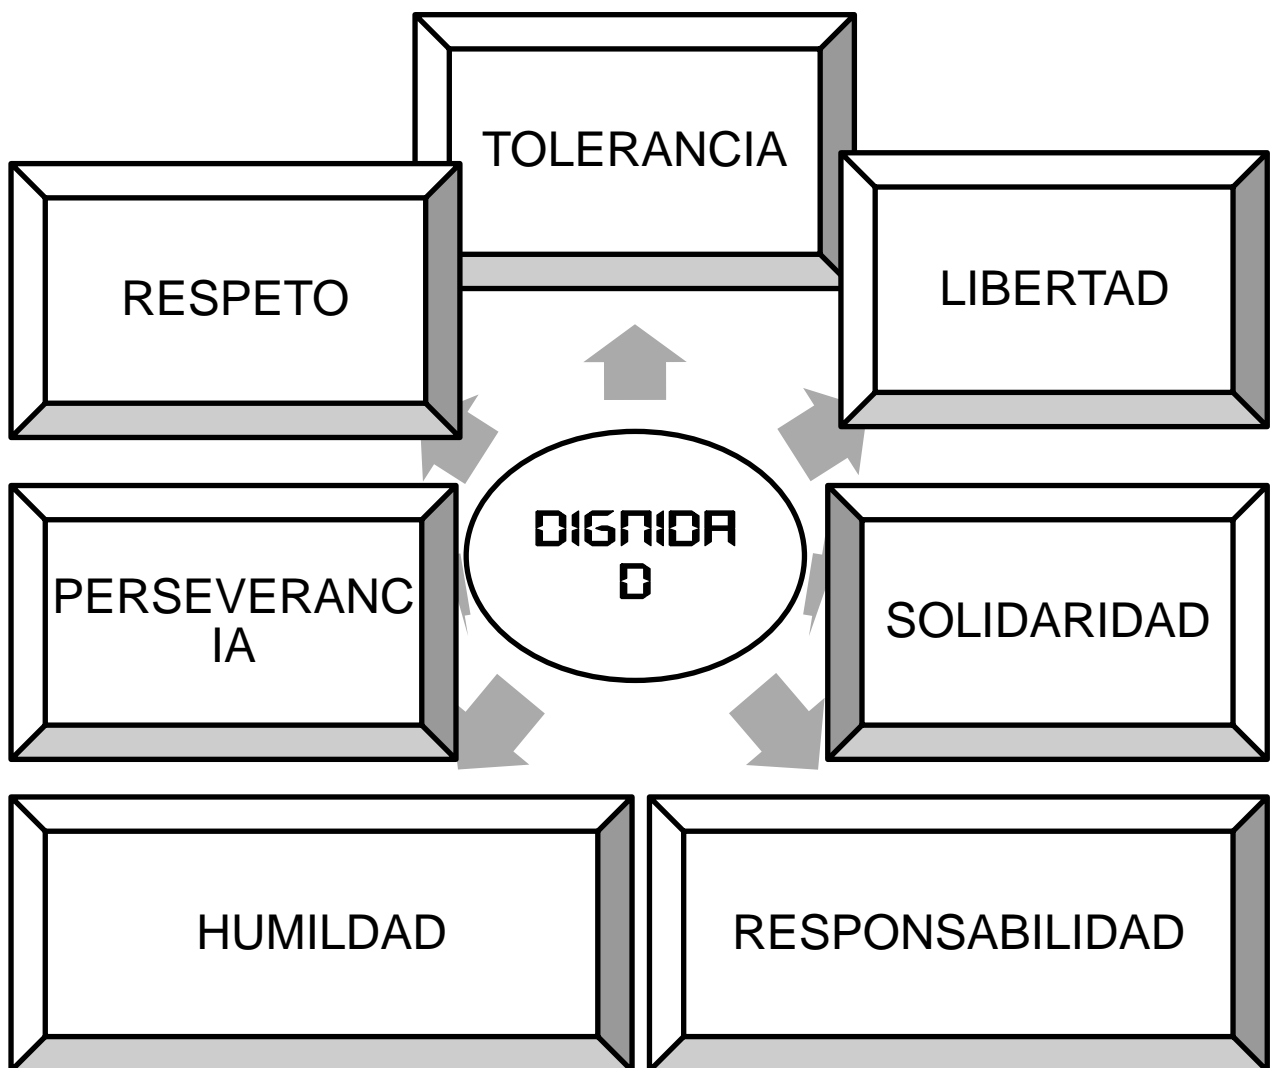 TOLERANCIA
RESPETO
LIBERTAD
DIGNIDA
D
PERSEVERANC
IA
SOLIDARIDAD
HUMILDAD
RESPONSABILIDAD